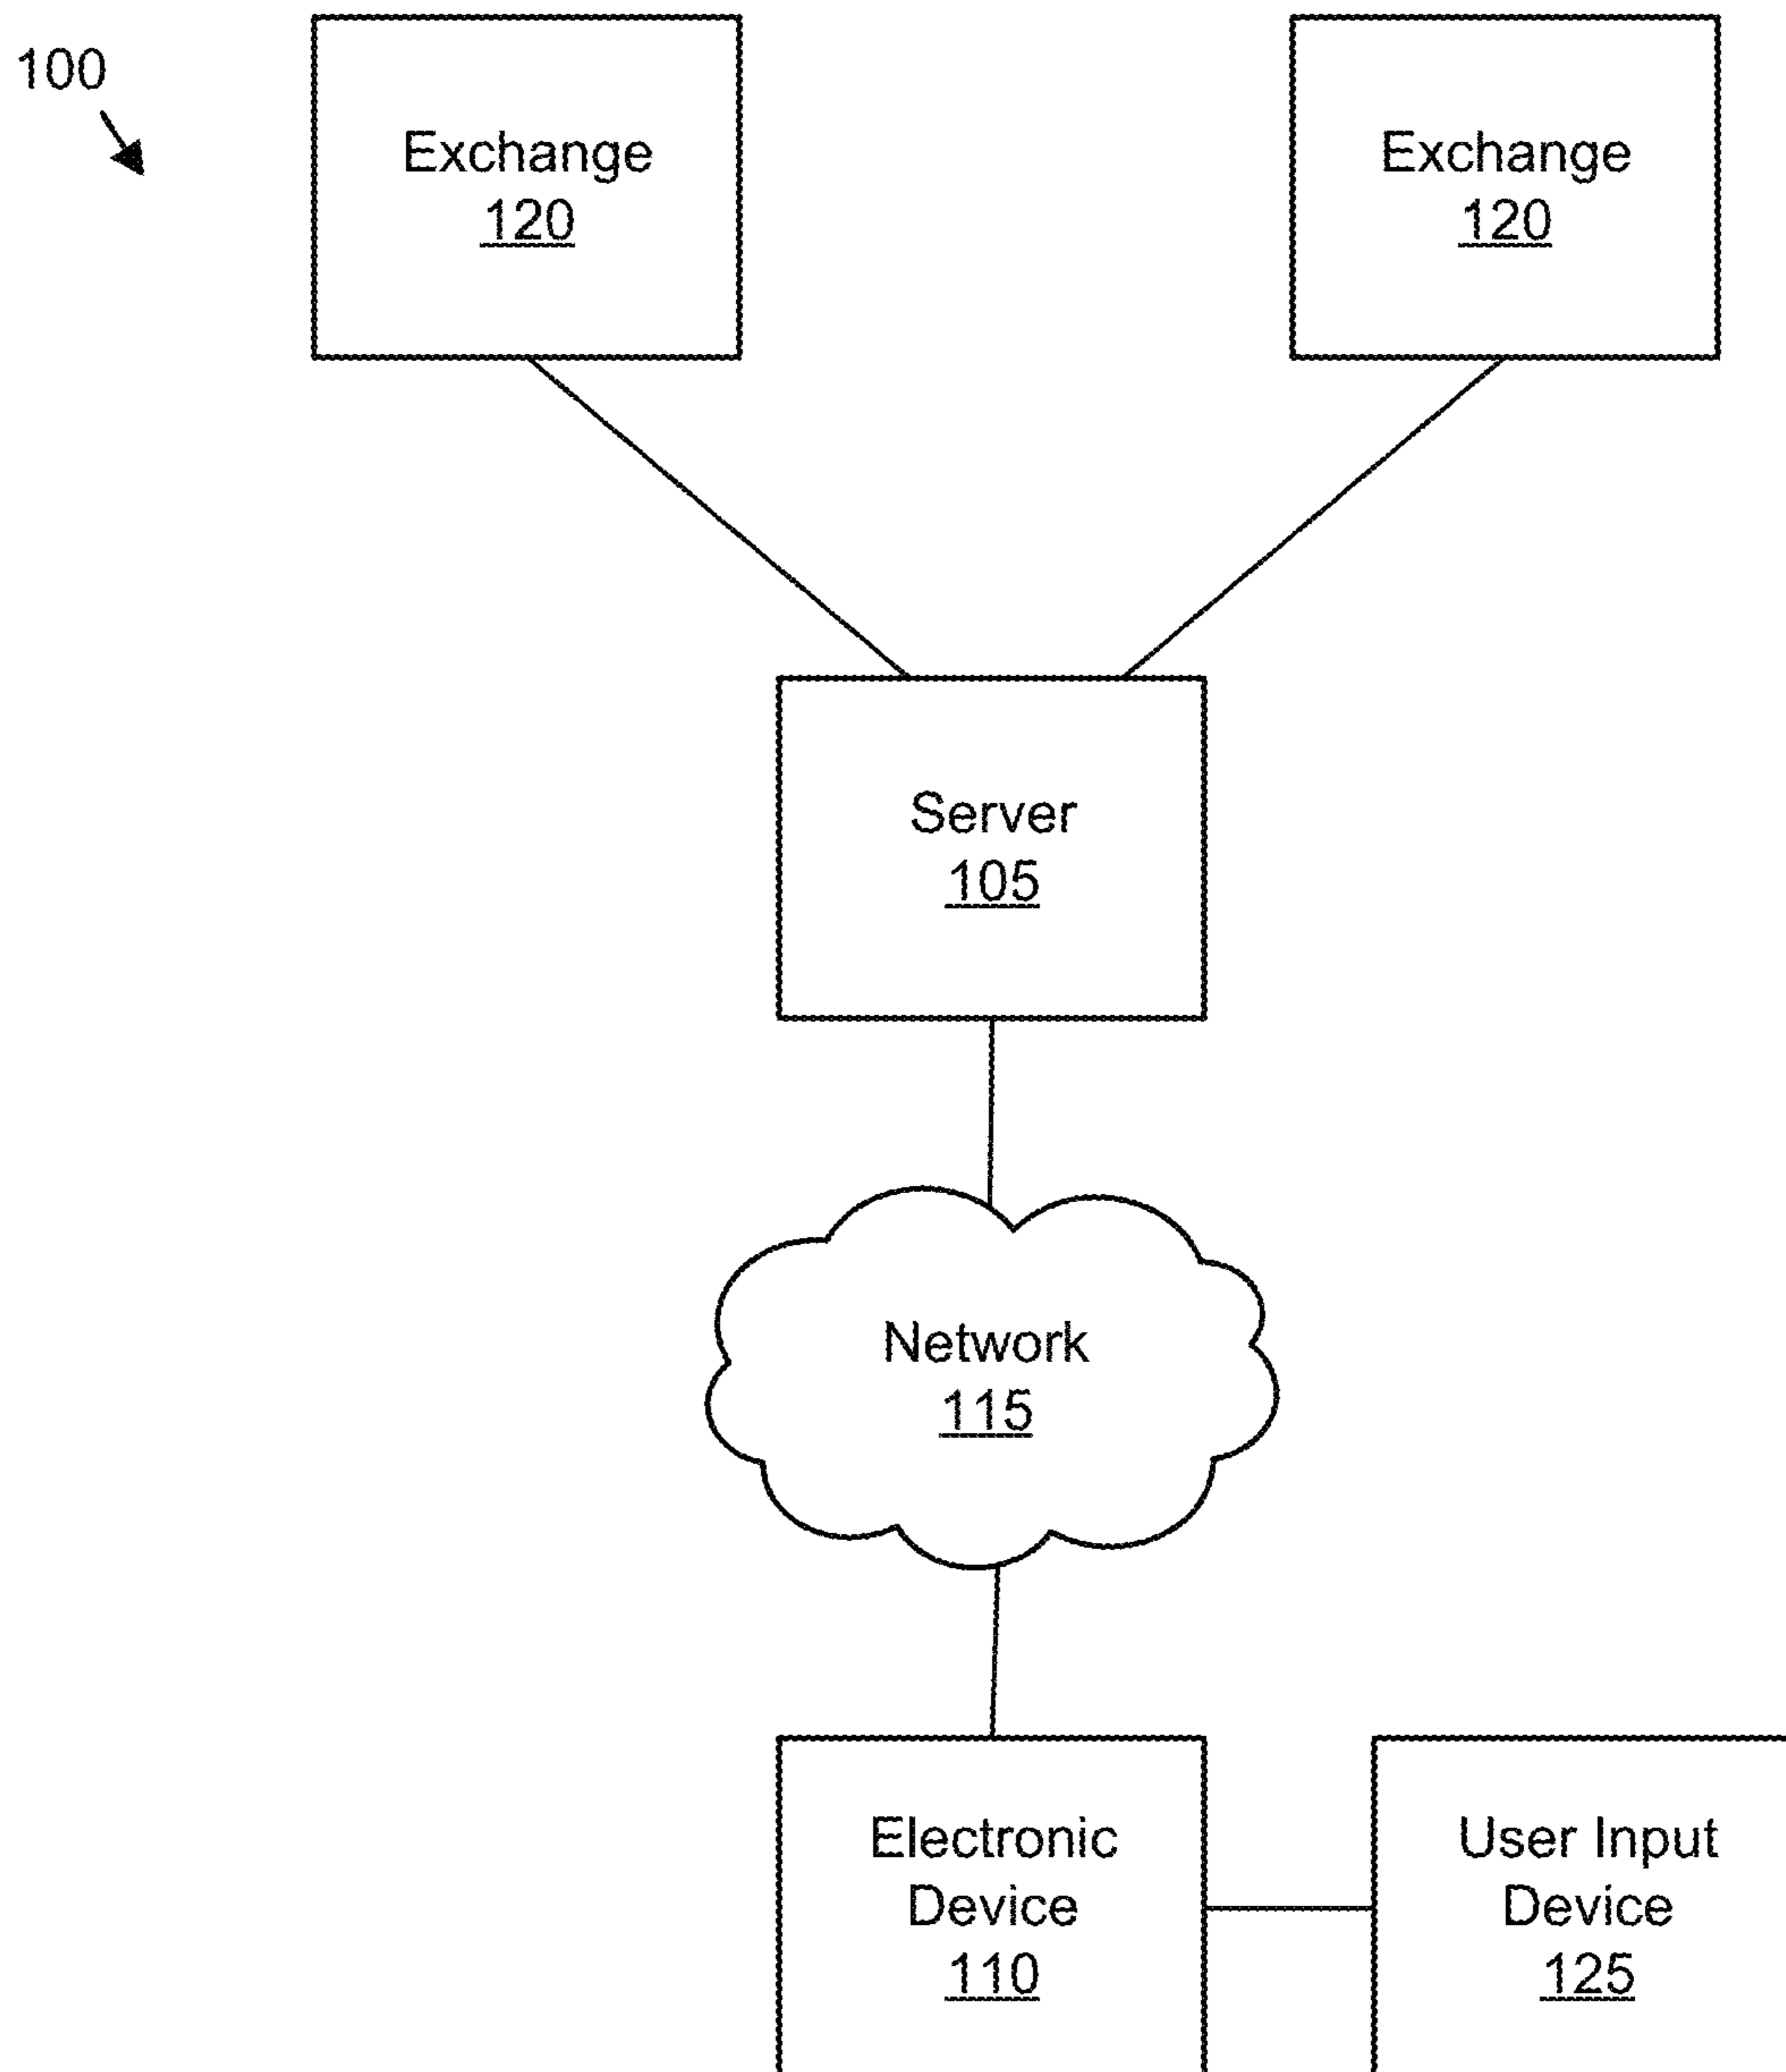 100
Exchange
120
Exchange
120
Server
105
Network
115
Electronic
Device
110
User Input
Device
125